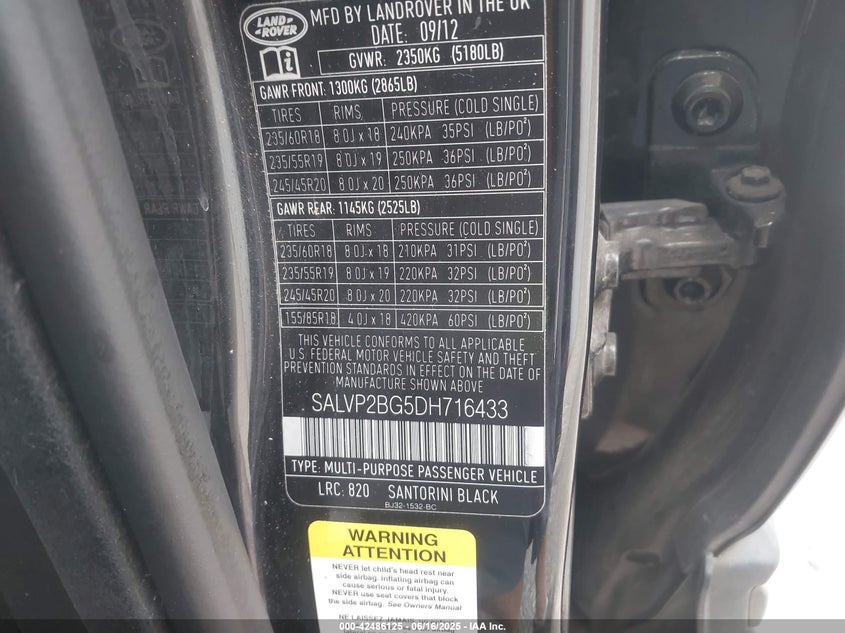 LAND
ROVER
MFD BY LANDROVER IN THE UK
DATE: 09/12
GVWR: 2350KG (5180LB)
GAWR FRONT: 1300KG (2865LB)
TIRES RIMS PRESSURE (COLD SINGLE)
235/60R18 8.0J x 18 240KPA 35PSI (LB/PO²)
235/55R19 8.0J x 19 250KPA 36PSI (LB/PO²)
245/45R20 8.0J x 20 250KPA 36PSI (LB/PO²)
GAWR REAR: 1145KG (2525LB)
TIRES RIMS PRESSURE (COLD SINGLE)
235/60R18 8.0J x 18 210KPA 31PSI (LB/PO²)
235/55R19 8.0J x 19 220KPA 32PSI (LB/PO²)
245/45R20 8.0J x 20 220KPA 32PSI (LB/PO²)
155/85R18 4.0J x 18 420KPA 60PSI (LB/PO²)
THIS VEHICLE CONFORMS TO ALL APPLICABLE
U.S. FEDERAL MOTOR VEHICLE SAFETY AND THEFT
PREVENTION STANDARDS IN EFFECT ON THE DATE OF
MANUFACTURE SHOWN ABOVE
SALVP2BG5DH716433
TYPE: MULTI-PURPOSE PASSENGER VEHICLE
LRC: 820 SANTORINI BLACK
BJ32-1532-BC
WARNING
ATTENTION
NEVER let child's head rest near
side airbag. Inflating airbag can
cause serious or fatal injury.
NEVER use seat covers that block
the side airbag. See Owners Manual
NE LAISSEZ JAMAIS
© 00-42486125 - 06/16/2025 - IAA Inc.